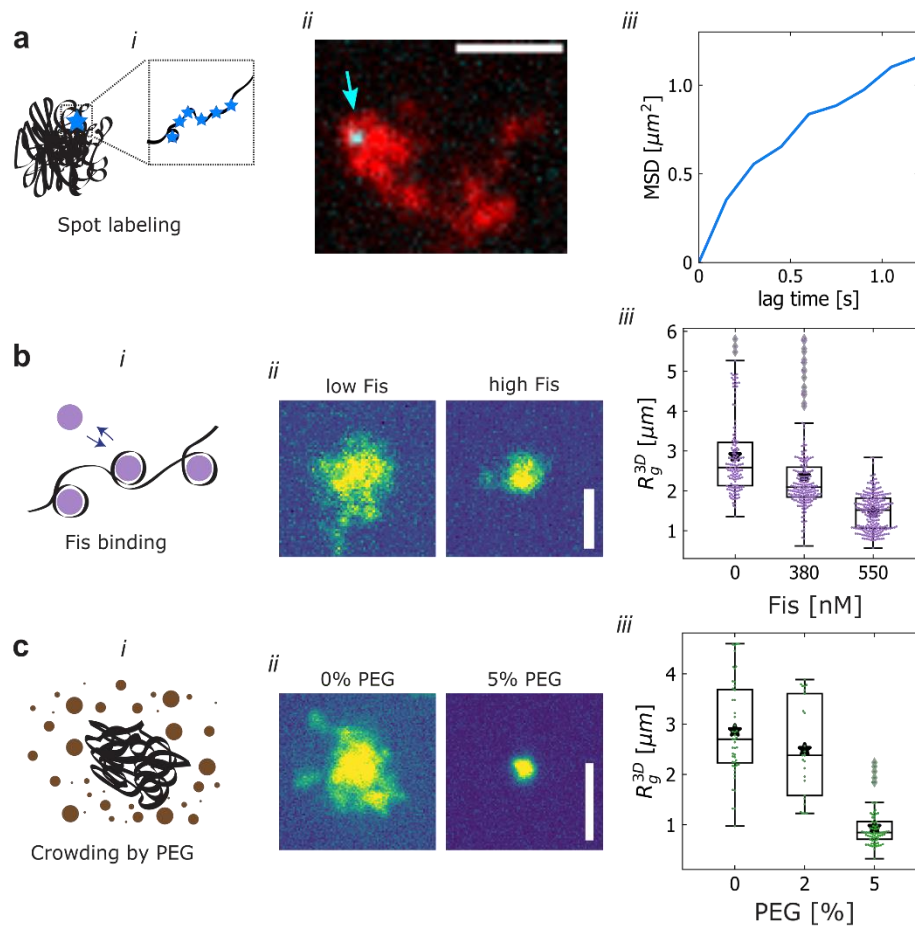 a
i
Spot labeling
ii
iii
MSD [μm²]
1.0
0
0
0.6
1.0
lag time [s]
b
i
Fis binding
ii
low Fis
high Fis
iii
R_g^3D [μm]
6
5
4
3
2
1
0
380
550
Fis [nM]
c
i
Crowding by PEG
ii
0% PEG
5% PEG
iii
R_g^3D [μm]
4
3
2
1
0
2
5
PEG [%]